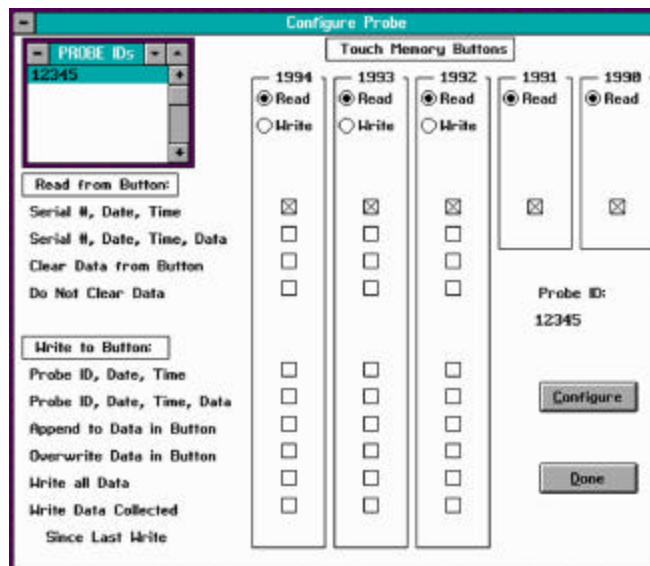 Configure Probe
PROBE IDs
12345
Touch Memory Buttons
1994 1993 1992 1991 1990
Read Read Read Read Read
Write Write Write
Read from Button:
Serial #, Date, Time
Serial #, Date, Time, Data
Clear Data from Button
Do Not Clear Data
Probe ID:
12345
Write to Button:
Probe ID, Date, Time
Probe ID, Date, Time, Data
Configure
Append to Data in Button
Overwrite Data in Button
Write all Data
Done
Write Data Collected
Since Last Write